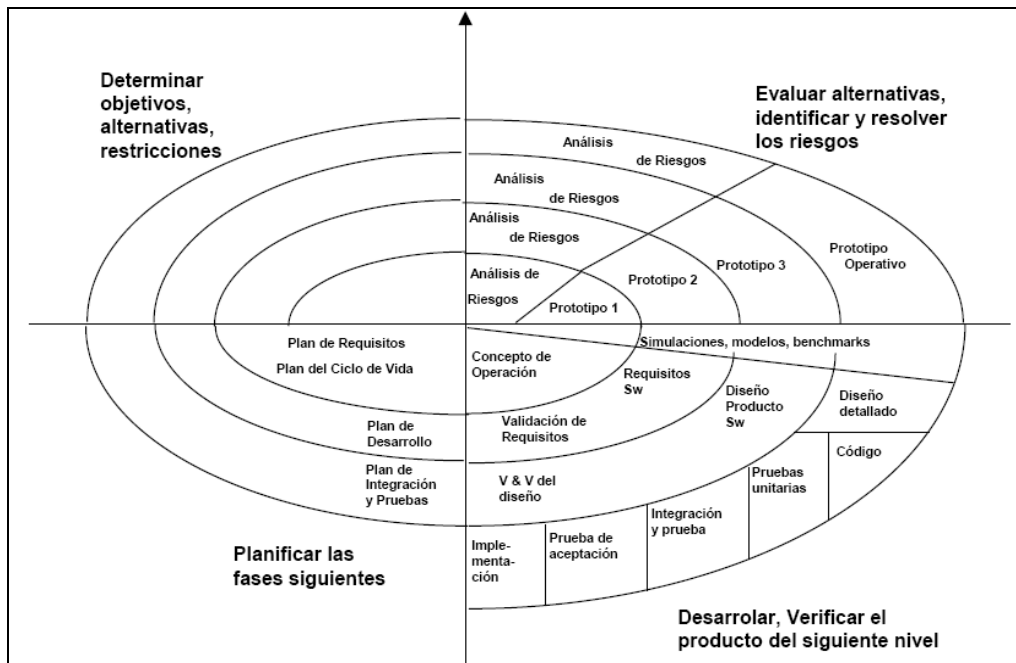 Determinar
objetivos,
alternativas,
restricciones
Evaluar alternativas,
identificar y resolver
los riesgos
Análisis
de Riesgos
Análisis
de Riesgos
Análisis
de Riesgos
Análisis de
Riesgos
Prototipo 1
Prototipo 2
Prototipo 3
Prototipo
Operativo
Simulaciones, modelos, benchmarks
Plan de Requisitos
Plan del Ciclo de Vida
Concepto de
Operación
Requisitos
Sw
Diseño
Producto
Sw
Diseño
detallado
Plan de
Desarrollo
Validación de
Requisitos
Código
Plan de
Integración
y Pruebas
V & V del
diseño
Pruebas
unitarias
Integración
y prueba
Prueba de
aceptación
Imple-
menta-
ción
Planificar las
fases siguientes
Desarrolar, Verificar el
producto del siguiente nivel